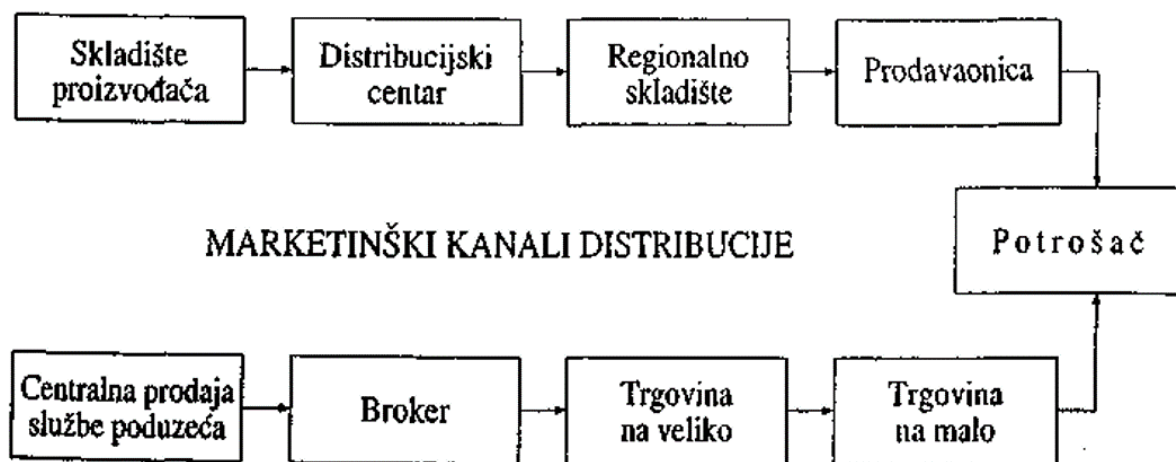 Skladište
proizvođača
Distribucijski
centar
Regionalno
skladište
Prodavaonica
MARKETINŠKI KANALI DISTRIBUCIJE
Potrošač
Centralna prodaja
službe poduzeća
Broker
Trgovina
na veliko
Trgovina
na malo